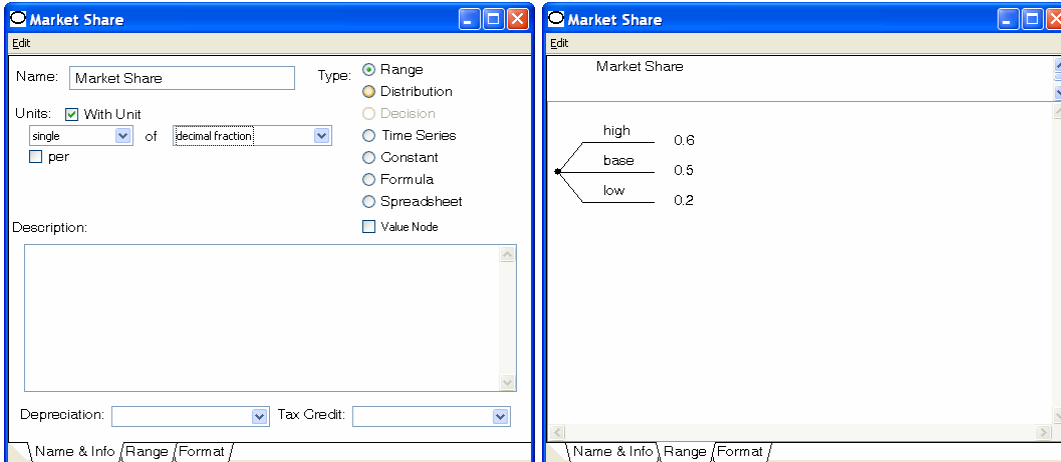 Market Share
Edit
Name: Market Share Type: Range
Distribution
Units: With Unit Decision
single of decimal fraction Time Series
per Constant
Formula
Spreadsheet
Description: Value Node
Depreciation: Tax Credit:
Name & Info Range Format
Market Share
Edit
Market Share
high 0.6
base 0.5
low 0.2
Name & Info Range Format